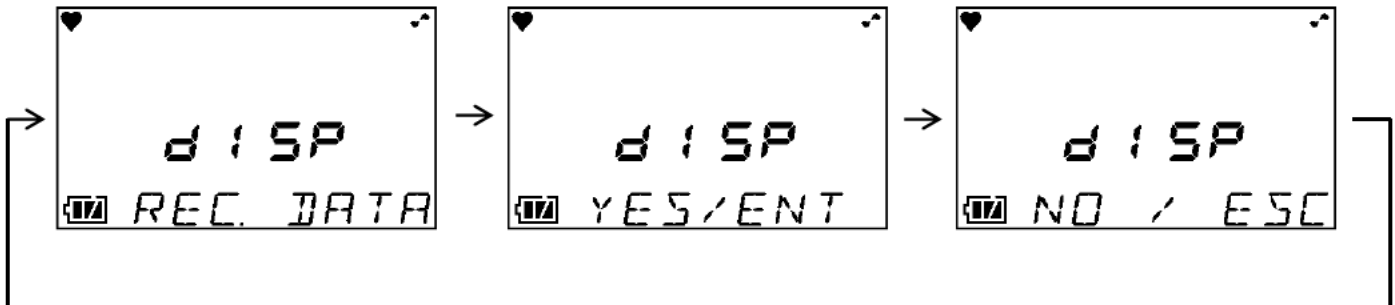 dISP
REC. DATA
dISP
YES/ENT
dISP
NO / ESC